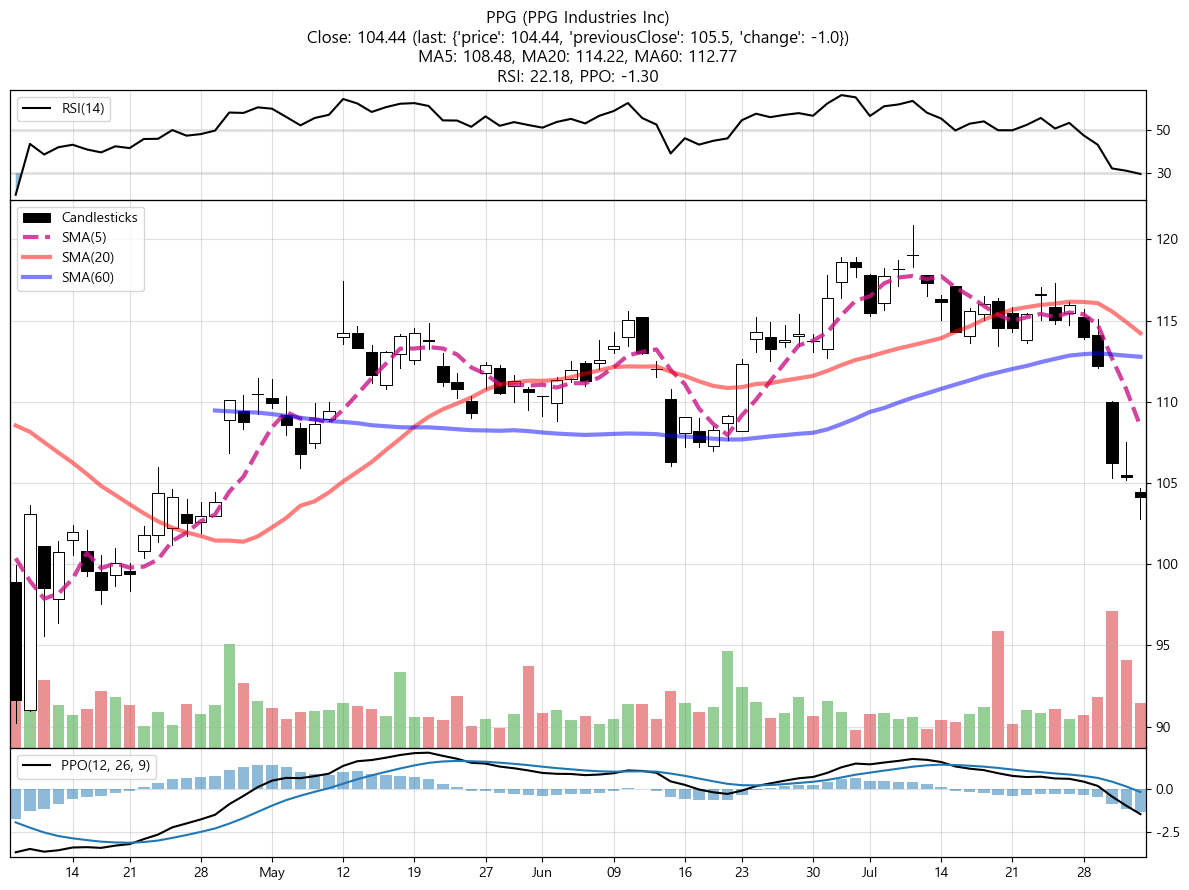 PPG (PPG Industries Inc)
Close: 104.44 (last: {'price': 104.44, 'previousClose': 105.5, 'change': -1.0})
MA5: 108.48, MA20: 114.22, MA60: 112.77
RSI: 22.18, PPO: -1.30
RSI(14)
50
30
Candlesticks
SMA(5)
SMA(20)
SMA(60)
120
115
110
105
100
95
90
PPO(12, 26, 9)
0.0
-2.5
14 21 28 May 12 19 27 Jun 09 16 23 30 Jul 14 21 28